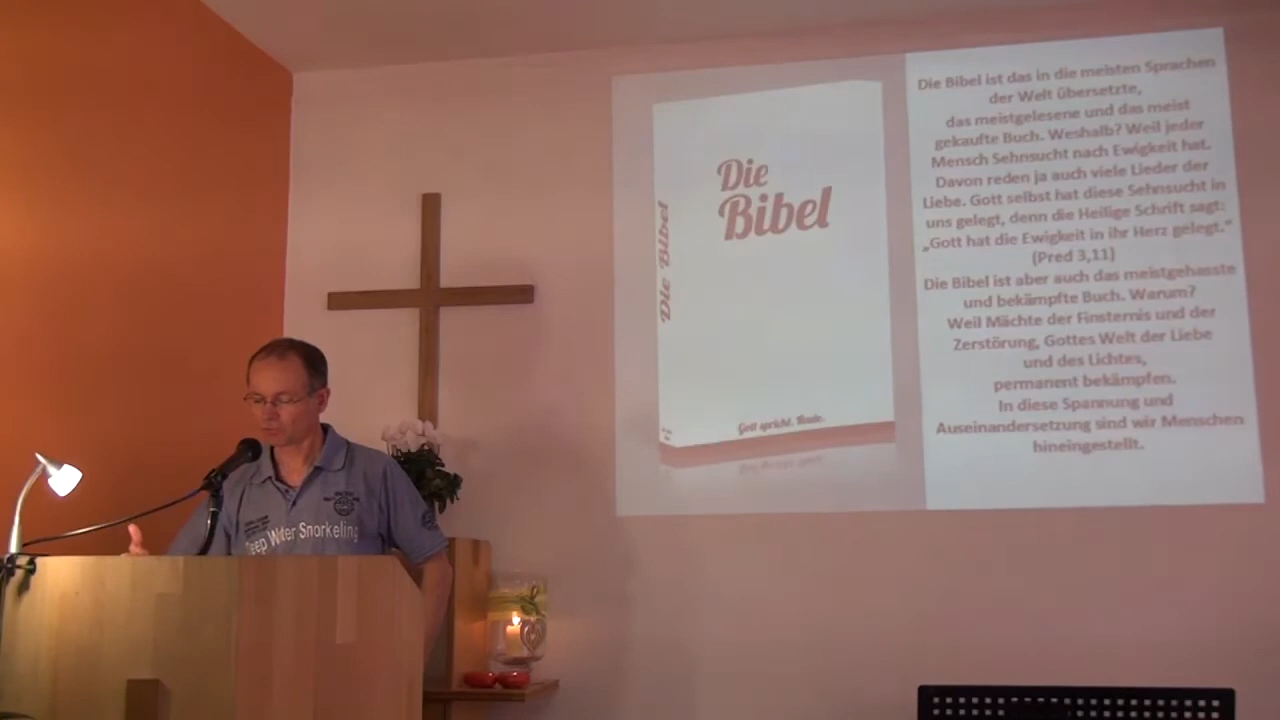 Die Bibel ist das in die meisten Sprachen
der Welt übersetzte,
das meistgelesene und das meist
gekaufte Buch. Weshalb? Weil jeder
Mensch Sehnsucht nach Ewigkeit hat.
Davon reden ja auch viele Lieder der
Liebe. Gott selbst hat diese Sehnsucht in
uns gelegt, denn die Heilige Schrift sagt:
„Gott hat die Ewigkeit in ihr Herz gelegt.“
(Pred 3,11)
Die Bibel ist aber auch das meistgehasste
und bekämpfte Buch. Warum?
Weil Mächte der Finsternis und der
Zerstörung, Gottes Welt der Liebe
und des Lichtes,
permanent bekämpfen.
In diese Spannung und
Auseinandersetzung sind wir Menschen
hineingestellt.
Die
Bibel
Die Bibel
Gott spricht. Heute.
Deep Water Snorkeling